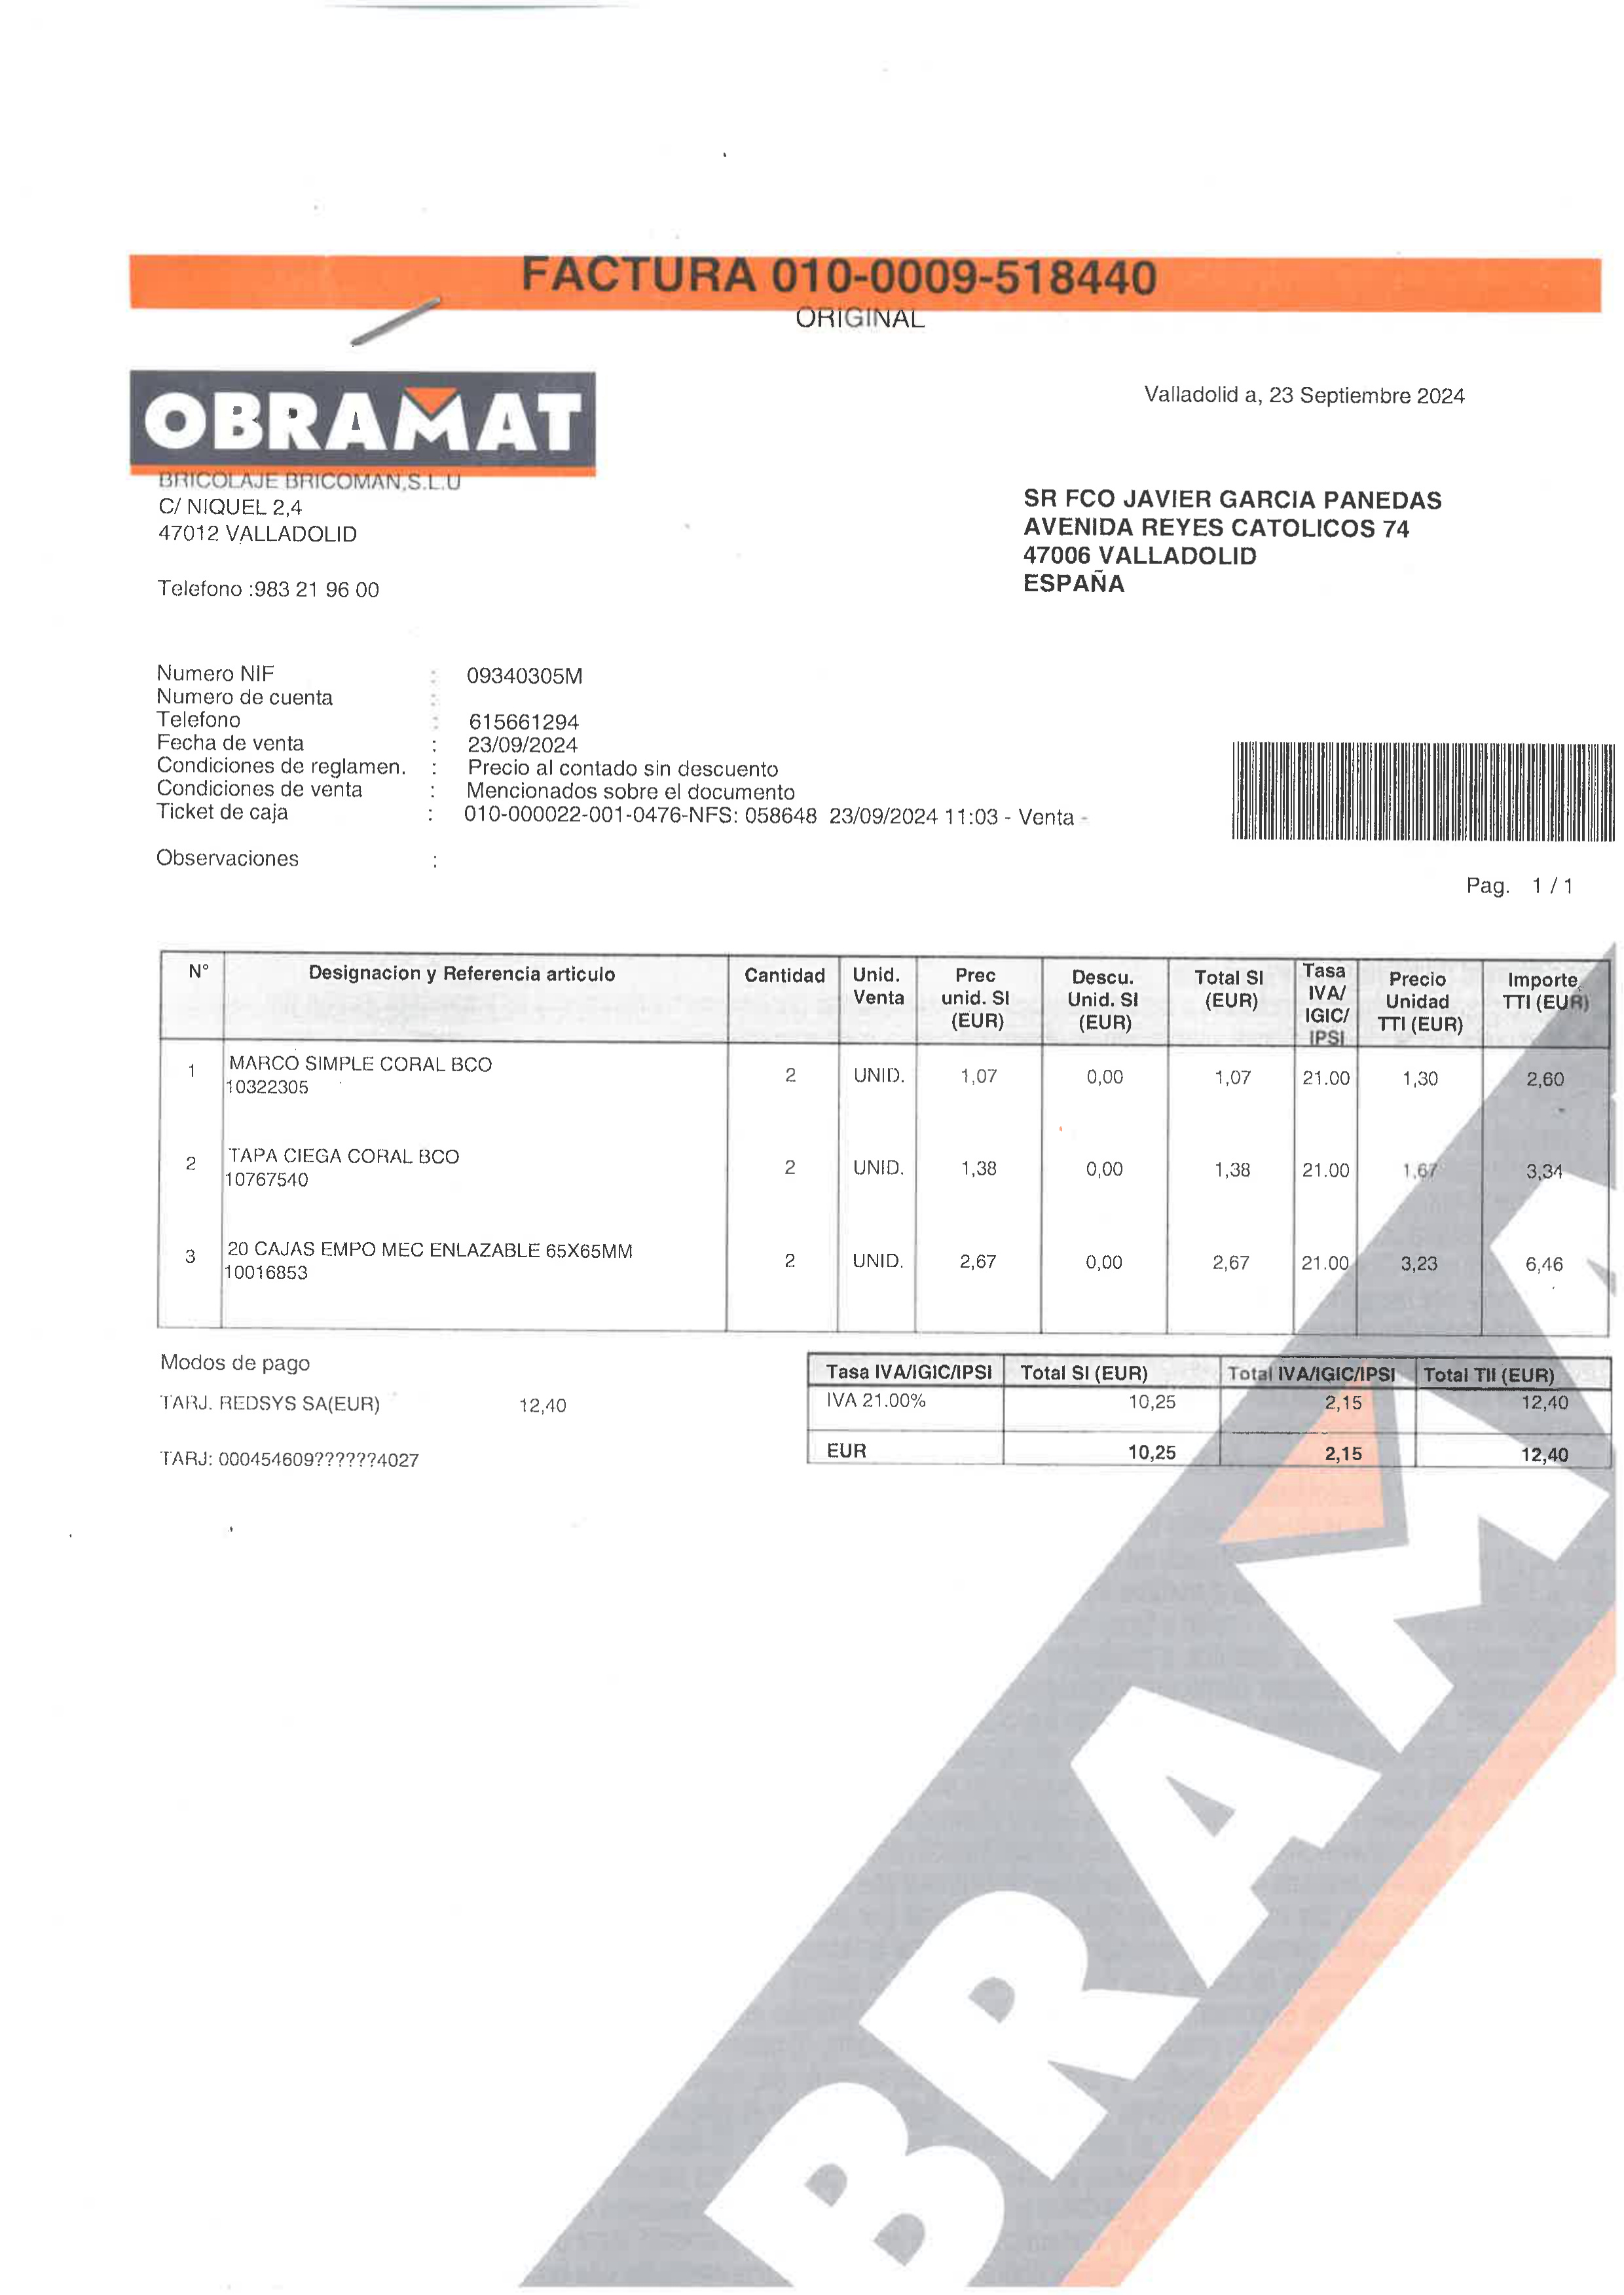 FACTURA 010-0009-518440
ORIGINAL
OBRAMAT
BRICOLAJE BRICOMAN,S.L.U
C/ NIQUEL 2,4
47012 VALLADOLID
Telefono :983 21 96 00
Valladolid a, 23 Septiembre 2024
SR FCO JAVIER GARCIA PANEDAS
AVENIDA REYES CATOLICOS 74
47006 VALLADOLID
ESPAÑA
Numero NIF : 09340305M
Numero de cuenta :
Telefono : 615661294
Fecha de venta : 23/09/2024
Condiciones de reglamen. : Precio al contado sin descuento
Condiciones de venta : Mencionados sobre el documento
Ticket de caja : 010-000022-001-0476-NFS: 058648 23/09/2024 11:03 - Venta -
Observaciones :
Pag. 1 / 1
N° Designacion y Referencia articulo Cantidad Unid. Venta Prec unid. SI (EUR) Descu. Unid. SI (EUR) Total SI (EUR) Tasa IVA/ IGIC/ IPSI Precio Unidad TTI (EUR) Importe TTI (EUR)
1 MARCO SIMPLE CORAL BCO 2 UNID. 1,07 0,00 1,07 21.00 1,30 2,60
10322305
2 TAPA CIEGA CORAL BCO 2 UNID. 1,38 0,00 1,38 21.00 1,67 3,34
10767540
3 20 CAJAS EMPO MEC ENLAZABLE 65X65MM 2 UNID. 2,67 0,00 2,67 21.00 3,23 6,46
10016853
Modos de pago
TARJ. REDSYS SA(EUR) 12,40
TARJ: 000454609??????4027
Tasa IVA/IGIC/IPSI Total SI (EUR) Total IVA/IGIC/IPSI Total TII (EUR)
IVA 21.00% 10,25 2,15 12,40
EUR 10,25 2,15 12,40
BRAMA